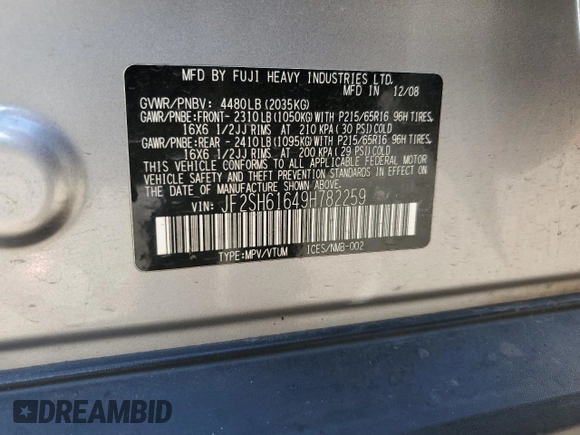 MFD. BY FUJI HEAVY INDUSTRIES LTD.
MFD IN 12/08
GVWR/PNBV: 4480LB(2035KG)
GAWR/PNBE:FRONT- 2310LB(1050KG)WITH P215/65R16 96H TIRES,
16X6 1/2JJ RIMS AT 210 KPA(30 PSI)COLD
GAWR/PNBE:REAR - 2410LB(1095KG)WITH P215/65R16 96H TIRES,
16X6 1/2JJ RIMS AT 200 KPA(29 PSI)COLD
THIS VEHICLE CONFORMS TO ALL APPLICABLE FEDERAL MOTOR
VEHICLE SAFETY AND THEFT PREVENTION STANDARDS IN
EFFECT ON THE DATE OF MANUFACTURE SHOWN ABOVE.
VIN: JF2SH61649H782259
TYPE:MPV/VTUM ICES/NMB-002
DREAMBID